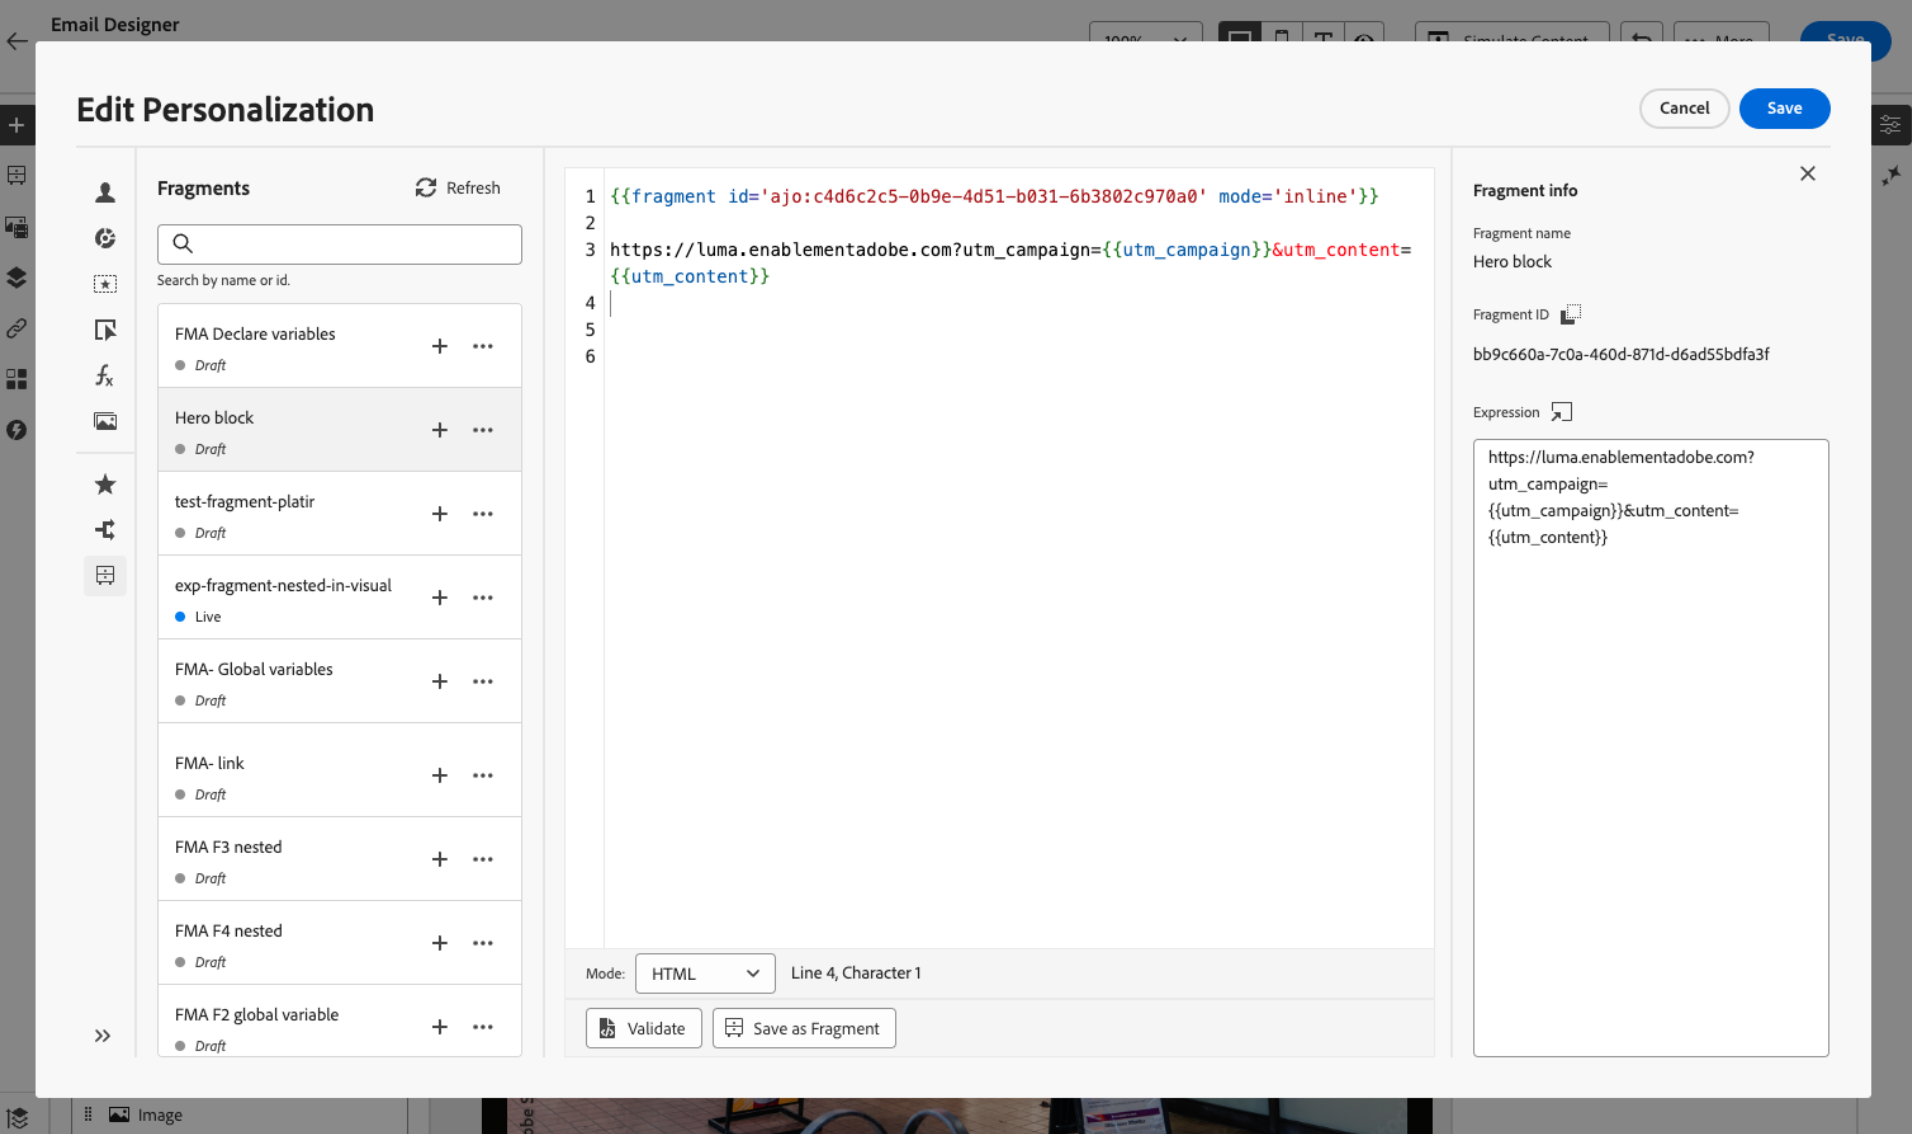 Email Designer
100%
Simulate Content
More
Save
Edit Personalization
Cancel
Save
Fragments
Refresh
Search by name or id.
FMA Declare variables
Draft
Hero block
Draft
test-fragment-platir
Draft
exp-fragment-nested-in-visual
Live
FMA- Global variables
Draft
FMA- link
Draft
FMA F3 nested
Draft
FMA F4 nested
Draft
FMA F2 global variable
Draft
1 {{fragment id='ajo:c4d6c2c5-0b9e-4d51-b031-6b3802c970a0' mode='inline'}}
2
3 https://luma.enablementadobe.com?utm_campaign={{utm_campaign}}&utm_content=
{{utm_content}}
4
5
6
Mode: HTML Line 4, Character 1
Validate
Save as Fragment
Fragment info
Fragment name
Hero block
Fragment ID
bb9c660a-7c0a-460d-871d-d6ad55bdfa3f
Expression
https://luma.enablementadobe.com?
utm_campaign=
{{utm_campaign}}&utm_content=
{{utm_content}}
Image